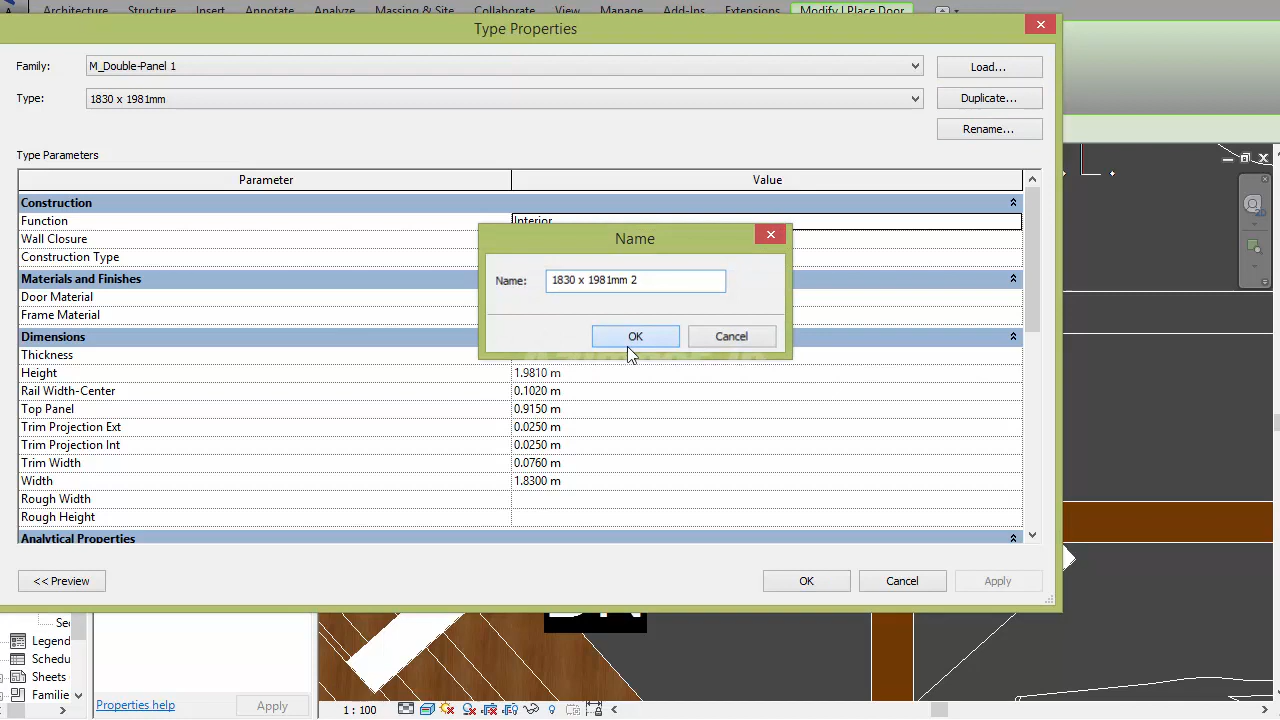 Architecture Structure Insert Annotate Analyze Massing & Site Collaborate View Manage Add-Ins Extensions Modify | Place Door
Type Properties
Family: M_Double-Panel 1 Load...
Type: 1830 x 1981mm Duplicate...
Rename...
Type Parameters
Parameter Value
Construction
Function Interior
Wall Closure
Construction Type
Name
Name: 1830 x 1981mm 2
OK Cancel
Materials and Finishes
Door Material
Frame Material
Dimensions
Thickness
Height 1.9810 m
Rail Width-Center 0.1020 m
Top Panel 0.9150 m
Trim Projection Ext 0.0250 m
Trim Projection Int 0.0250 m
Trim Width 0.0760 m
Width 1.8300 m
Rough Width
Rough Height
Analytical Properties
<< Preview OK Cancel Apply
Se
Legend
Schedu
Sheets
Familie
Properties help Apply
1 : 100